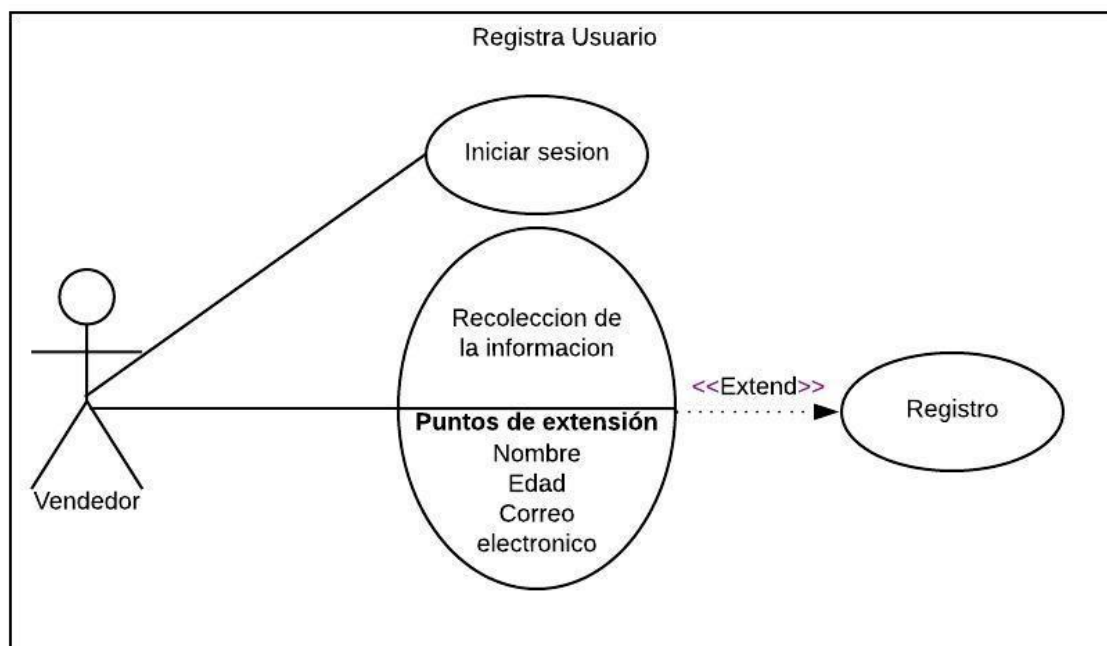 Registra Usuario
Iniciar sesion
Recoleccion de
la informacion
<<Extend>>
Registro
Puntos de extensión
Nombre
Edad
Correo
electronico
Vendedor